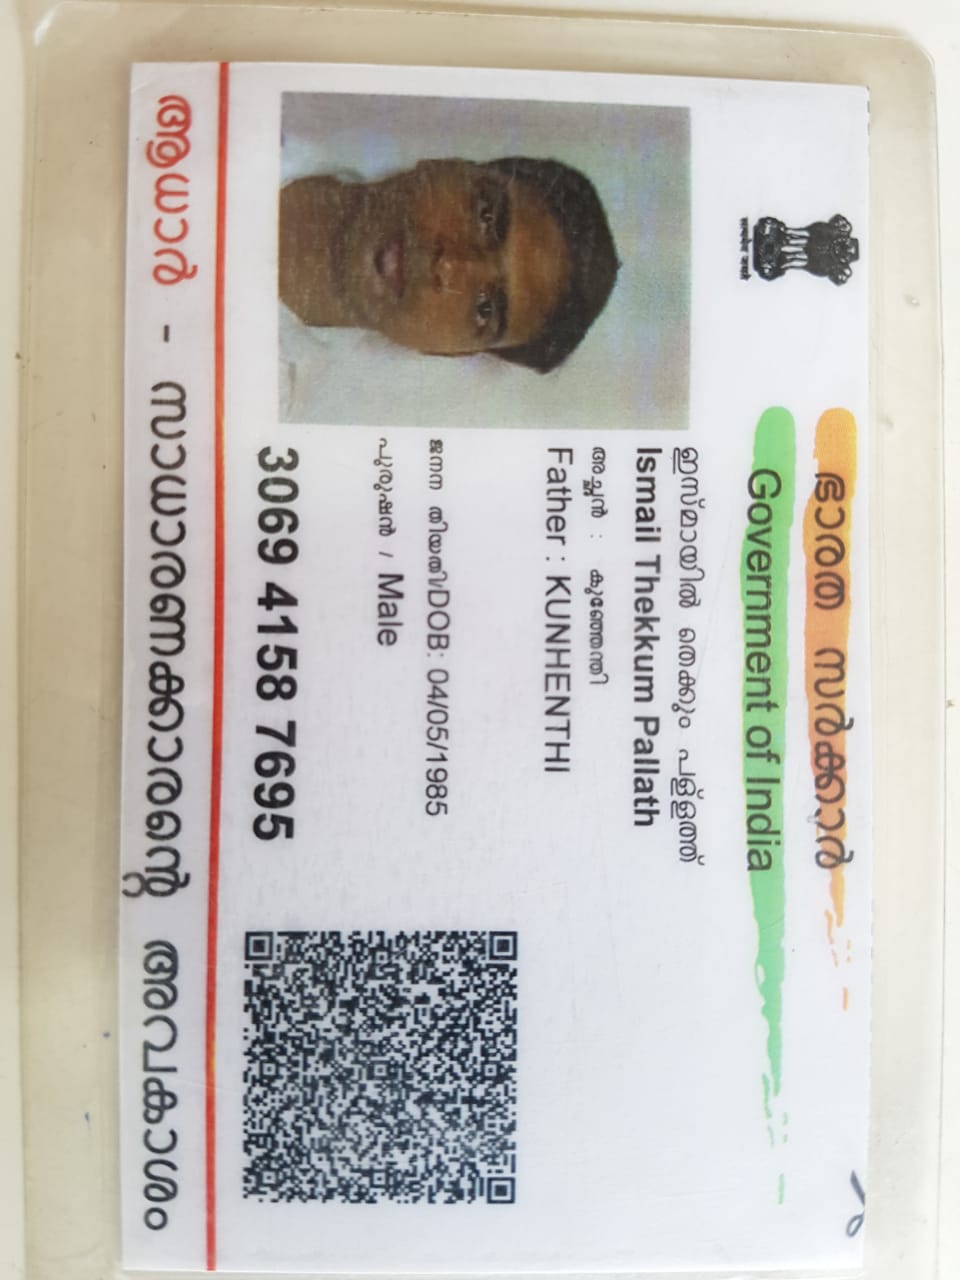 ഭാരത സർക്കാർ
Government of India
सत्यमेव जयते
ഇസ്മായിൽ തെക്കും പള്ളത്ത്
Ismail Thekkum Pallath
അച്ഛൻ : കുഞ്ഞേന്തി
Father : KUNHENTHI
ജനന തിയതി/DOB: 04/05/1985
പുരുഷൻ / Male
3069 4158 7695
ആധാർ - സാധാരണക്കാരന്റെ അവകാശം